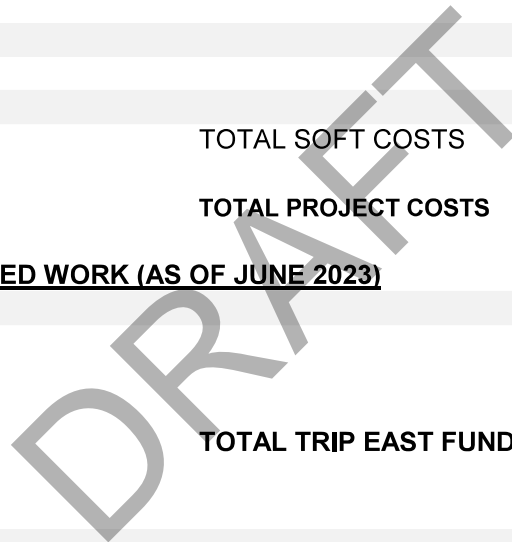 TOTAL SOFT COSTS
TOTAL PROJECT COSTS
ED WORK (AS OF JUNE 2023)
TOTAL TRIP EAST FUND
DRAFT